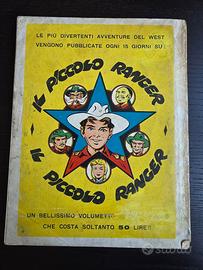 LE PIÙ DIVERTENTI AVVENTURE DEL WEST
VENGONO PUBBLICATE OGNI 15 GIORNI SU:
IL PICCOLO RANGER
IL PICCOLO RANGER
UN BELLISSIMO VOLUMETTO
CHE COSTA SOLTANTO 50 LIRE!!
subito